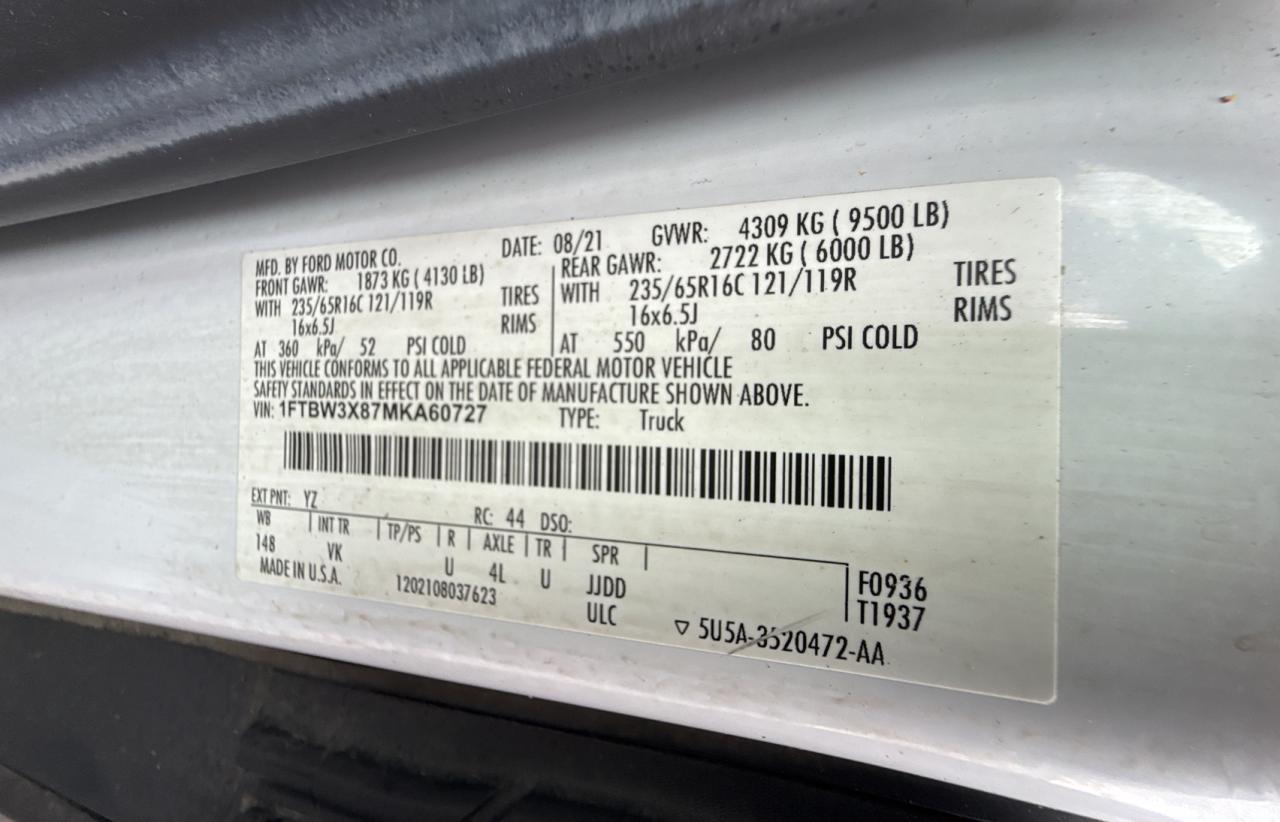 MFD. BY FORD MOTOR CO. DATE: 08/21 GVWR: 4309 KG ( 9500 LB)
FRONT GAWR: 1873 KG ( 4130 LB) REAR GAWR: 2722 KG ( 6000 LB)
WITH 235/65R16C 121/119R TIRES WITH 235/65R16C 121/119R TIRES
16x6.5J RIMS 16x6.5J RIMS
AT 360 kPa/ 52 PSI COLD AT 550 kPa/ 80 PSI COLD
THIS VEHICLE CONFORMS TO ALL APPLICABLE FEDERAL MOTOR VEHICLE
SAFETY STANDARDS IN EFFECT ON THE DATE OF MANUFACTURE SHOWN ABOVE.
VIN: 1FTBW3X87MKA60727 TYPE: Truck
EXT PNT: YZ RC: 44 DSO:
WB INT TR TP/PS R AXLE TR SPR
148 VK U 4L U JJDD F0936
MADE IN U.S.A. 1202108037623 ULC T1937
▽ 5U5A-3520472-AA